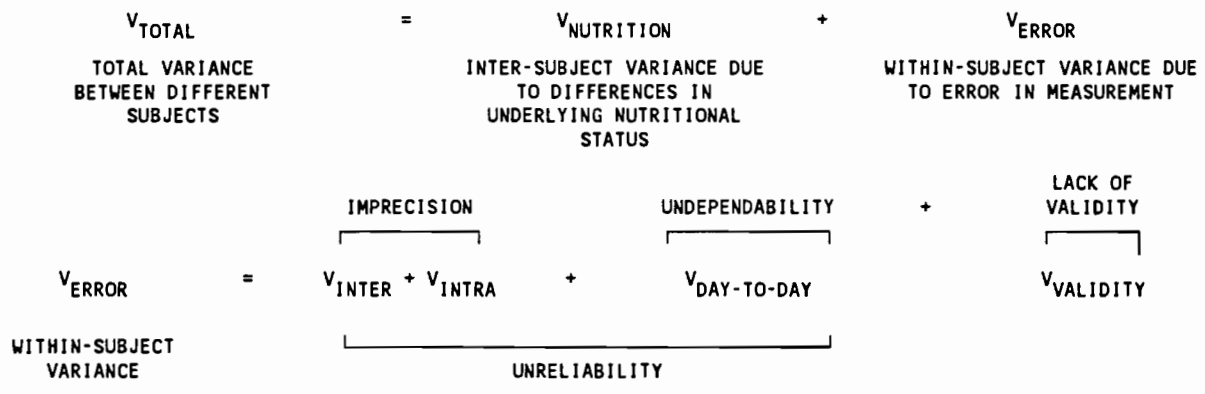 V_TOTAL = V_NUTRITION + V_ERROR
TOTAL VARIANCE BETWEEN DIFFERENT SUBJECTS
INTER-SUBJECT VARIANCE DUE TO DIFFERENCES IN UNDERLYING NUTRITIONAL STATUS
WITHIN-SUBJECT VARIANCE DUE TO ERROR IN MEASUREMENT
IMPRECISION UNDEPENDABILITY + LACK OF VALIDITY
V_ERROR = V_INTER + V_INTRA + V_DAY-TO-DAY V_VALIDITY
WITHIN-SUBJECT VARIANCE
UNRELIABILITY